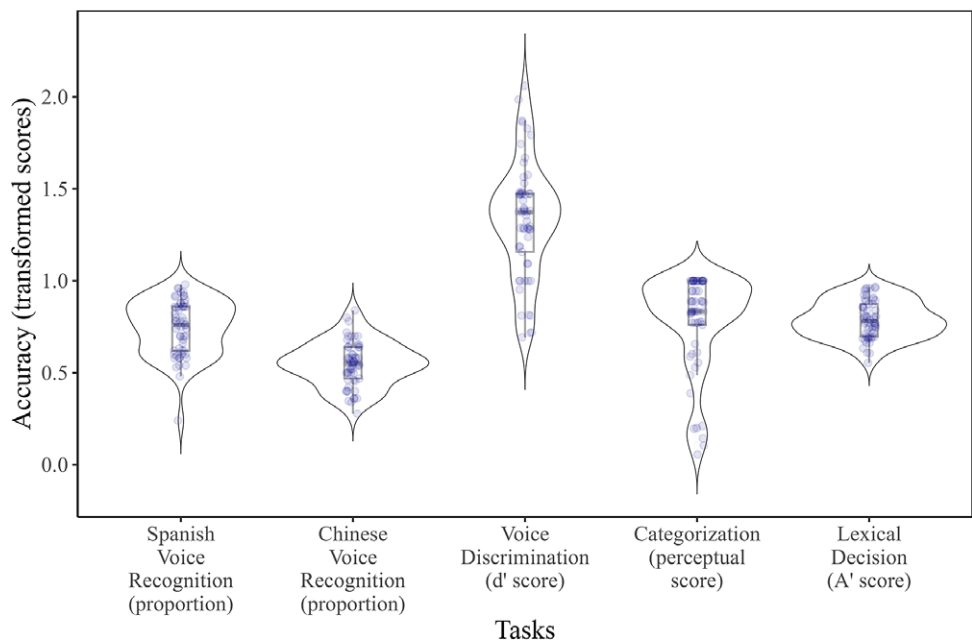 Accuracy (transformed scores)
2.0
1.5
1.0
0.5
0.0
Spanish
Voice
Recognition
(proportion)
Chinese
Voice
Recognition
(proportion)
Voice
Discrimination
(d' score)
Categorization
(perceptual
score)
Lexical
Decision
(A' score)
Tasks